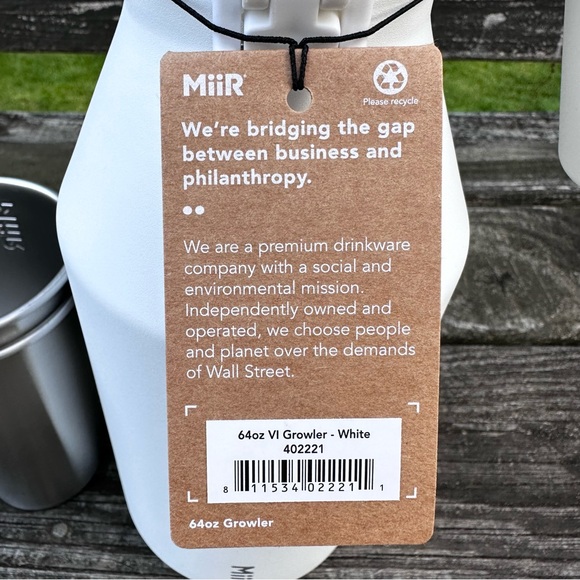 MiiR
Please recycle
We're bridging the gap
between business and
philanthropy.
We are a premium drinkware
company with a social and
environmental mission.
Independently owned and
operated, we choose people
and planet over the demands
of Wall Street.
64oz VI Growler - White
402221
8 11534 02221 1
64oz Growler
MiiR